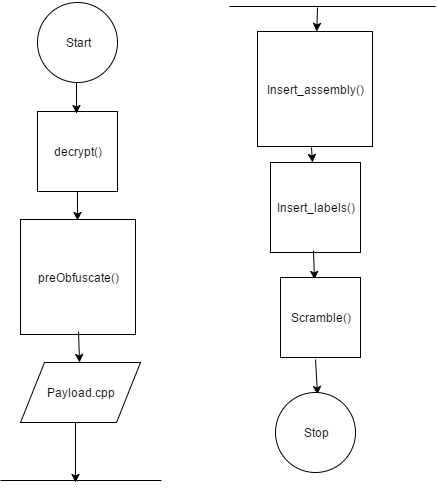 Start
decrypt()
preObfuscate()
Payload.cpp
Insert_assembly()
Insert_labels()
Scramble()
Stop